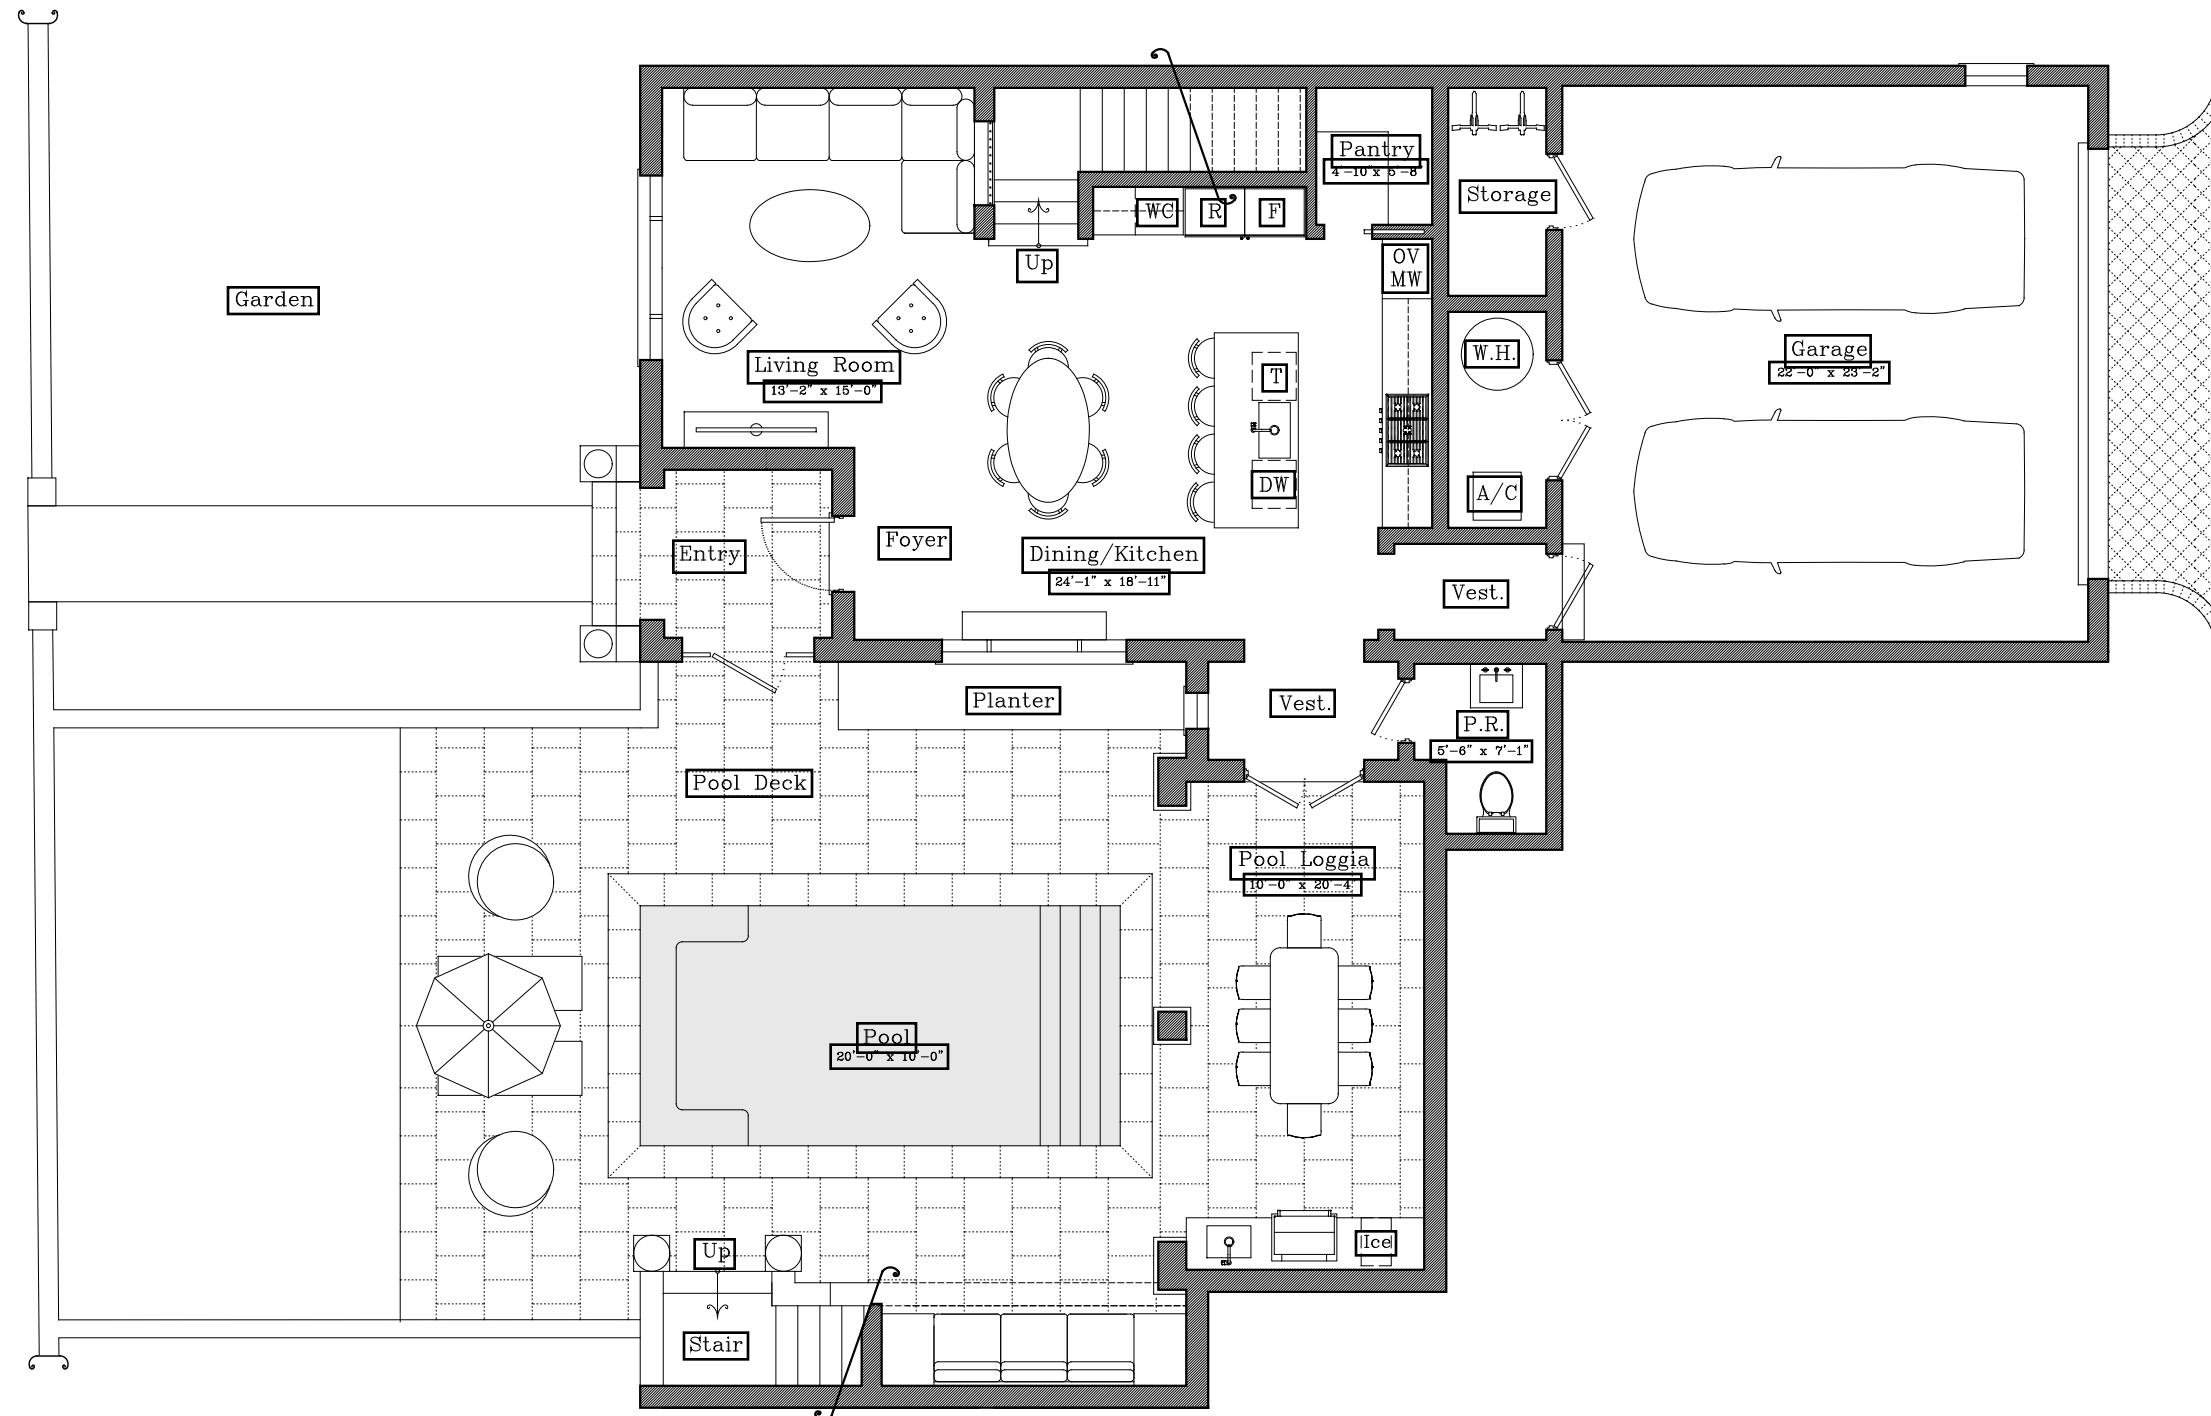 Pantry
4'-10"x 5'-8"
Storage
WC
R
F
Up
OV
MW
Garden
Living Room
13'-2" x 15'-0"
W.H.
Garage
22'-0" x 23'-2"
T
DW
A/C
Entry
Foyer
Dining/Kitchen
24'-1" x 18'-11"
Vest.
Planter
Vest.
P.R.
5'-6" x 7'-1"
Pool Deck
Pool Loggia
10'-0" x 20'-4"
Pool
20'-0" x 10'-0"
Up
Ice
Stair